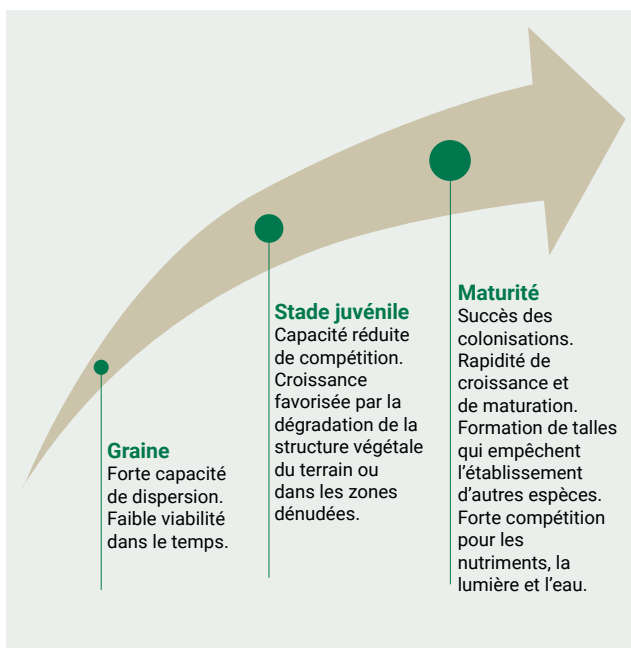 Graine
Forte capacité
de dispersion.
Faible viabilité
dans le temps.
Stade juvénile
Capacité réduite
de compétition.
Croissance
favorisée par la
dégradation de la
structure végétale
du terrain ou
dans les zones
dénudées.
Maturité
Succès des
colonisations.
Rapidité de
croissance et
de maturation.
Formation de talles
qui empêchent
l’établissement
d’autres espèces.
Forte compétition
pour les
nutriments, la
lumière et l’eau.